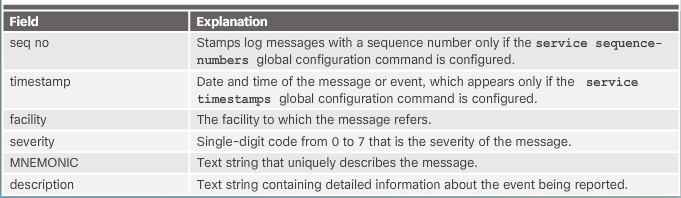 Field Explanation
seq no Stamps log messages with a sequence number only if the service sequence-
numbers global configuration command is configured.
timestamp Date and time of the message or event, which appears only if the service
timestamps global configuration command is configured.
facility The facility to which the message refers.
severity Single-digit code from 0 to 7 that is the severity of the message.
MNEMONIC Text string that uniquely describes the message.
description Text string containing detailed information about the event being reported.